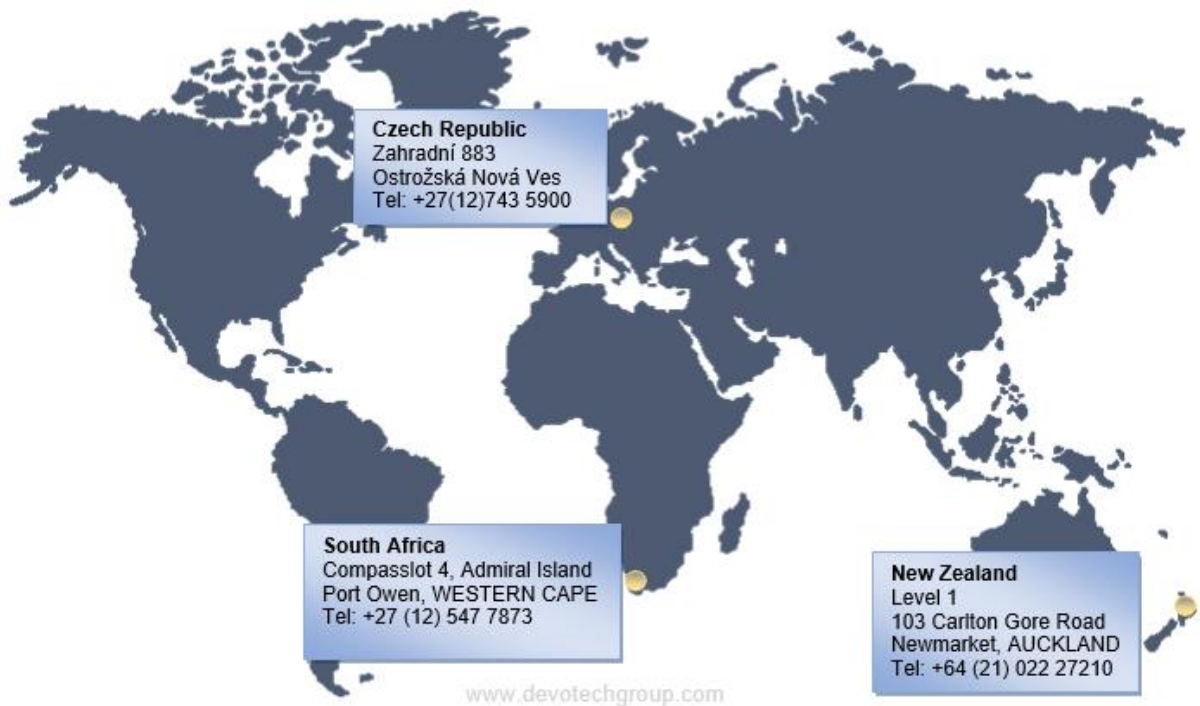 Czech Republic
Zahradní 883
Ostrožská Nová Ves
Tel: +27(12)743 5900
South Africa
Compasslot 4, Admiral Island
Port Owen, WESTERN CAPE
Tel: +27 (12) 547 7873
New Zealand
Level 1
103 Carlton Gore Road
Newmarket, AUCKLAND
Tel: +64 (21) 022 27210
www.devotechgroup.com